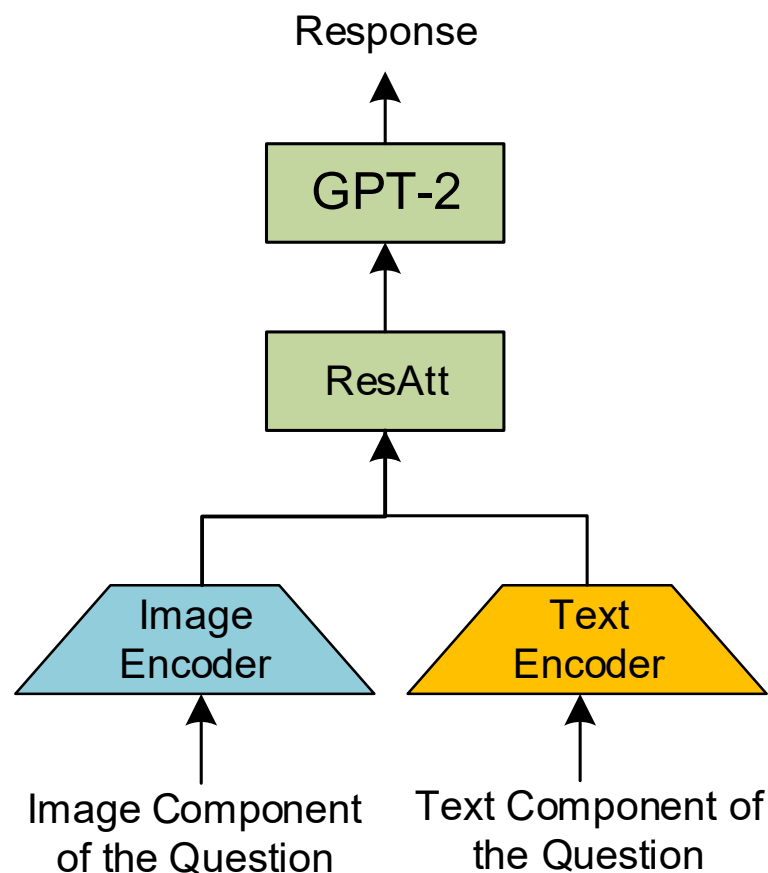 Response
GPT-2
ResAtt
Image
Encoder
Text
Encoder
Image Component
of the Question
Text Component of
the Question